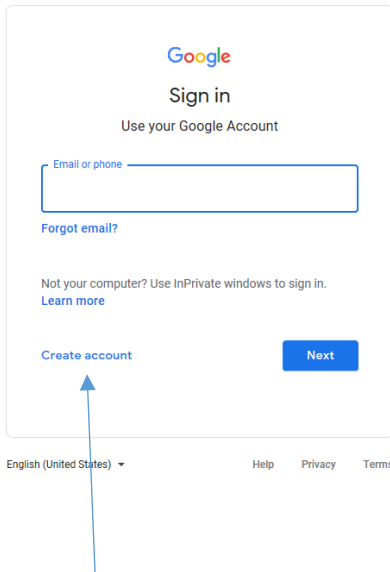 Google
Sign in
Use your Google Account
Email or phone
Forgot email?
Not your computer? Use InPrivate windows to sign in.
Learn more
Create account
Next
English (United States)
Help Privacy Terms